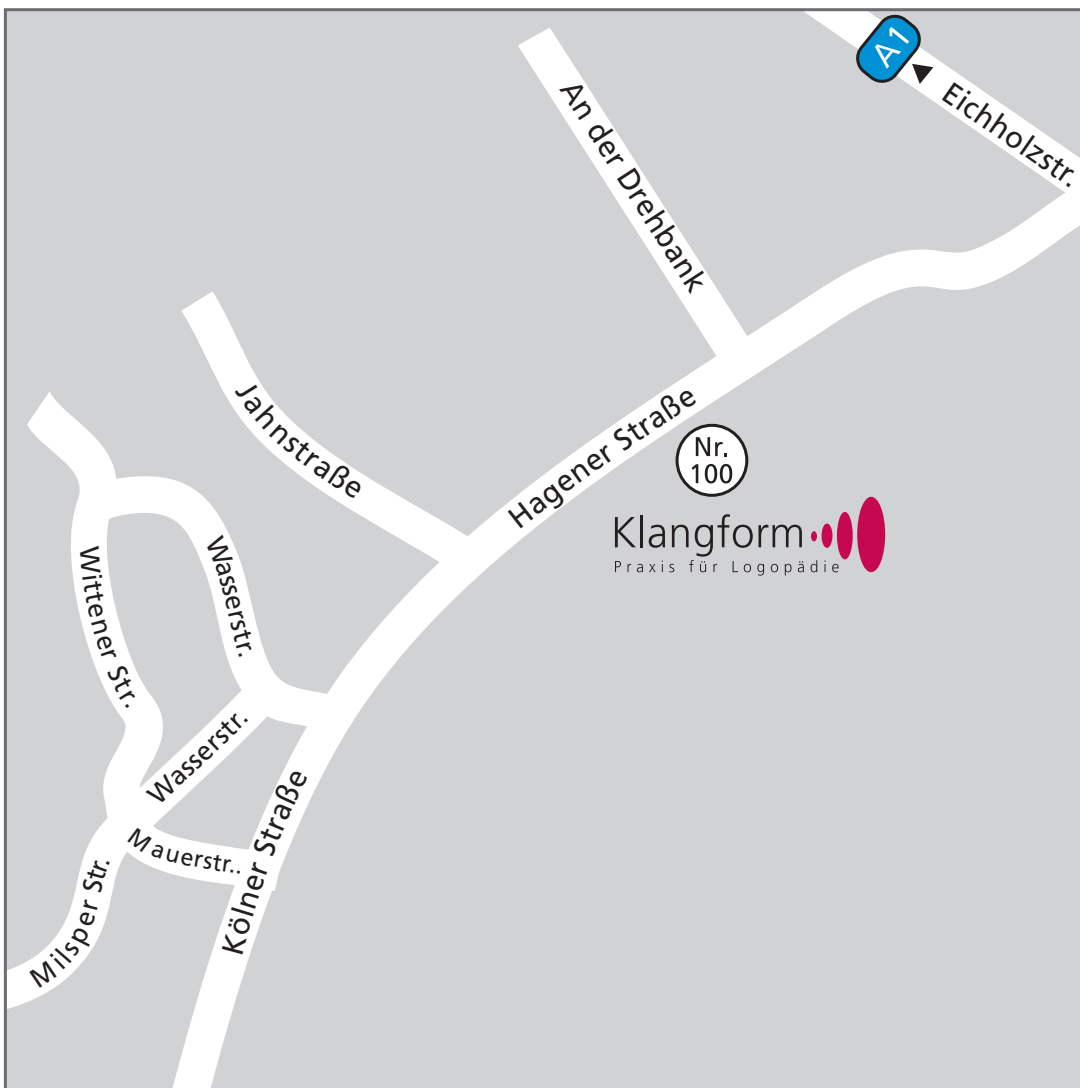 A1
Eichholzstr.
An der Drehbank
Jahnstraße
Hagener Straße
Nr.
100
Klangform
Praxis für Logopädie
Wittener Str.
Wasserstr.
Wasserstr.
Mauerstr..
Kölner Straße
Milsper Str.